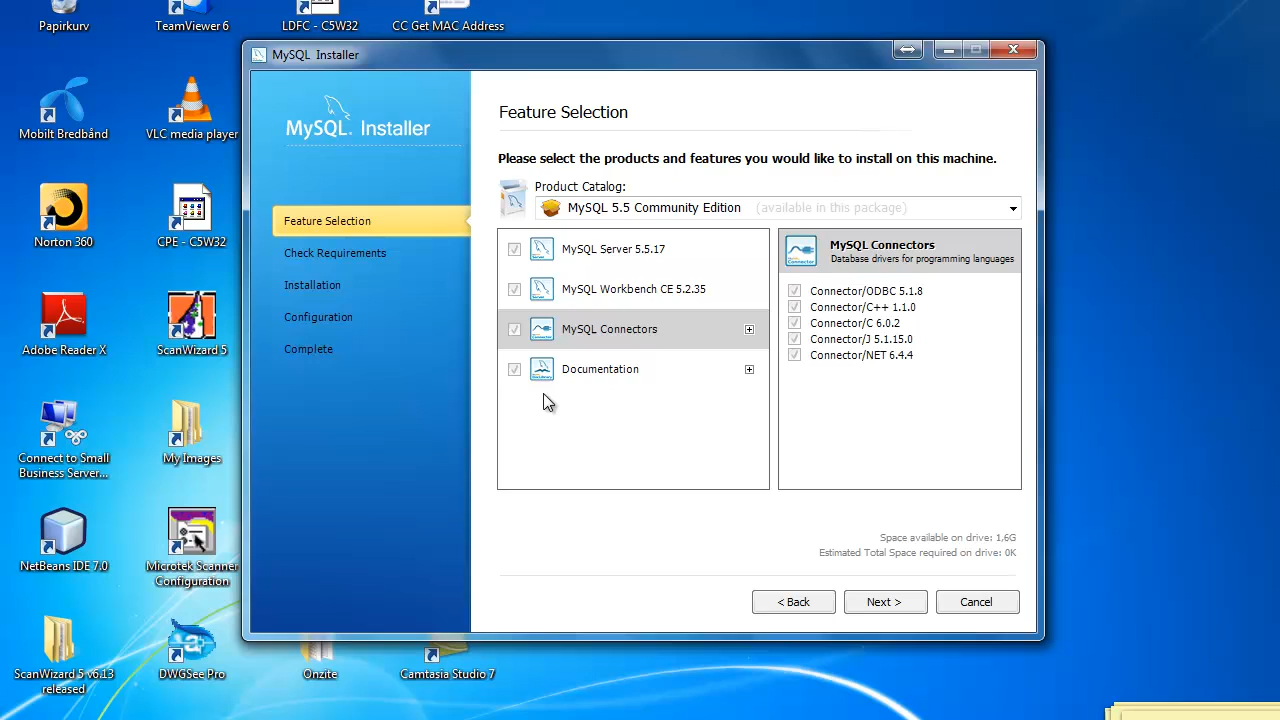 Papirkurv
TeamViewer 6
LDFC - C5W32
CC Get MAC Address
Mobilt Bredbånd
VLC media player
Norton 360
CPE - C5W32
Adobe Reader X
ScanWizard 5
Connect to Small
Business Server...
My Images
NetBeans IDE 7.0
Microtek Scanner
Configuration
ScanWizard 5 v6.13
released
DWGSee Pro
Onzite
Camtasia Studio 7
MySQL Installer
MySQL Installer
Feature Selection
Check Requirements
Installation
Configuration
Complete
Feature Selection
Please select the products and features you would like to install on this machine.
Product Catalog:
MySQL 5.5 Community Edition (available in this package)
MySQL Server 5.5.17
MySQL Workbench CE 5.2.35
MySQL Connectors
Documentation
MySQL Connectors
Database drivers for programming languages
Connector/ODBC 5.1.8
Connector/C++ 1.1.0
Connector/C 6.0.2
Connector/J 5.1.15.0
Connector/NET 6.4.4
Space available on drive: 1,6G
Estimated Total Space required on drive: 0K
< Back
Next >
Cancel